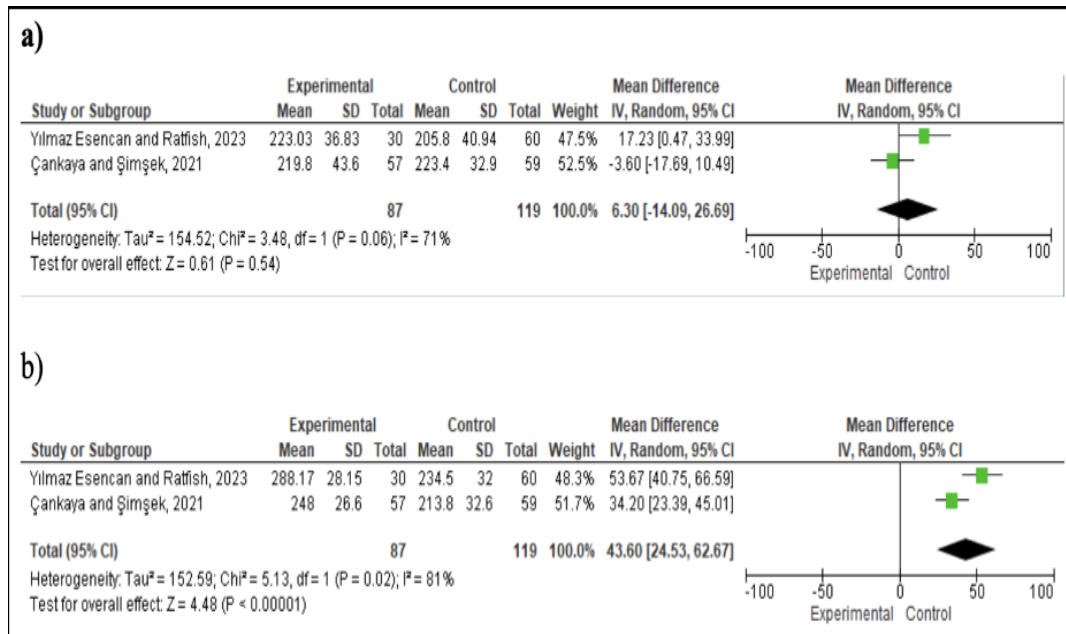 a)
Experimental Control Mean Difference Mean Difference
Study or Subgroup Mean SD Total Mean SD Total Weight IV, Random, 95% CI IV, Random, 95% CI
Yılmaz Esencan and Ratfish, 2023 223.03 36.83 30 205.8 40.94 60 47.5% 17.23 [0.47, 33.99]
Çankaya and Şimşek, 2021 219.8 43.6 57 223.4 32.9 59 52.5% -3.60 [-17.69, 10.49]
Total (95% CI) 87 119 100.0% 6.30 [-14.09, 26.69]
Heterogeneity: Tau² = 154.52; Chi² = 3.48, df = 1 (P = 0.06); I² = 71%
Test for overall effect: Z = 0.61 (P = 0.54)
-100 -50 0 50 100
Experimental Control
b)
Experimental Control Mean Difference Mean Difference
Study or Subgroup Mean SD Total Mean SD Total Weight IV, Random, 95% CI IV, Random, 95% CI
Yılmaz Esencan and Ratfish, 2023 288.17 28.15 30 234.5 32 60 48.3% 53.67 [40.75, 66.59]
Çankaya and Şimşek, 2021 248 26.6 57 213.8 32.6 59 51.7% 34.20 [23.39, 45.01]
Total (95% CI) 87 119 100.0% 43.60 [24.53, 62.67]
Heterogeneity: Tau² = 152.59; Chi² = 5.13, df = 1 (P = 0.02); I² = 81%
Test for overall effect: Z = 4.48 (P < 0.00001)
-100 -50 0 50 100
Experimental Control